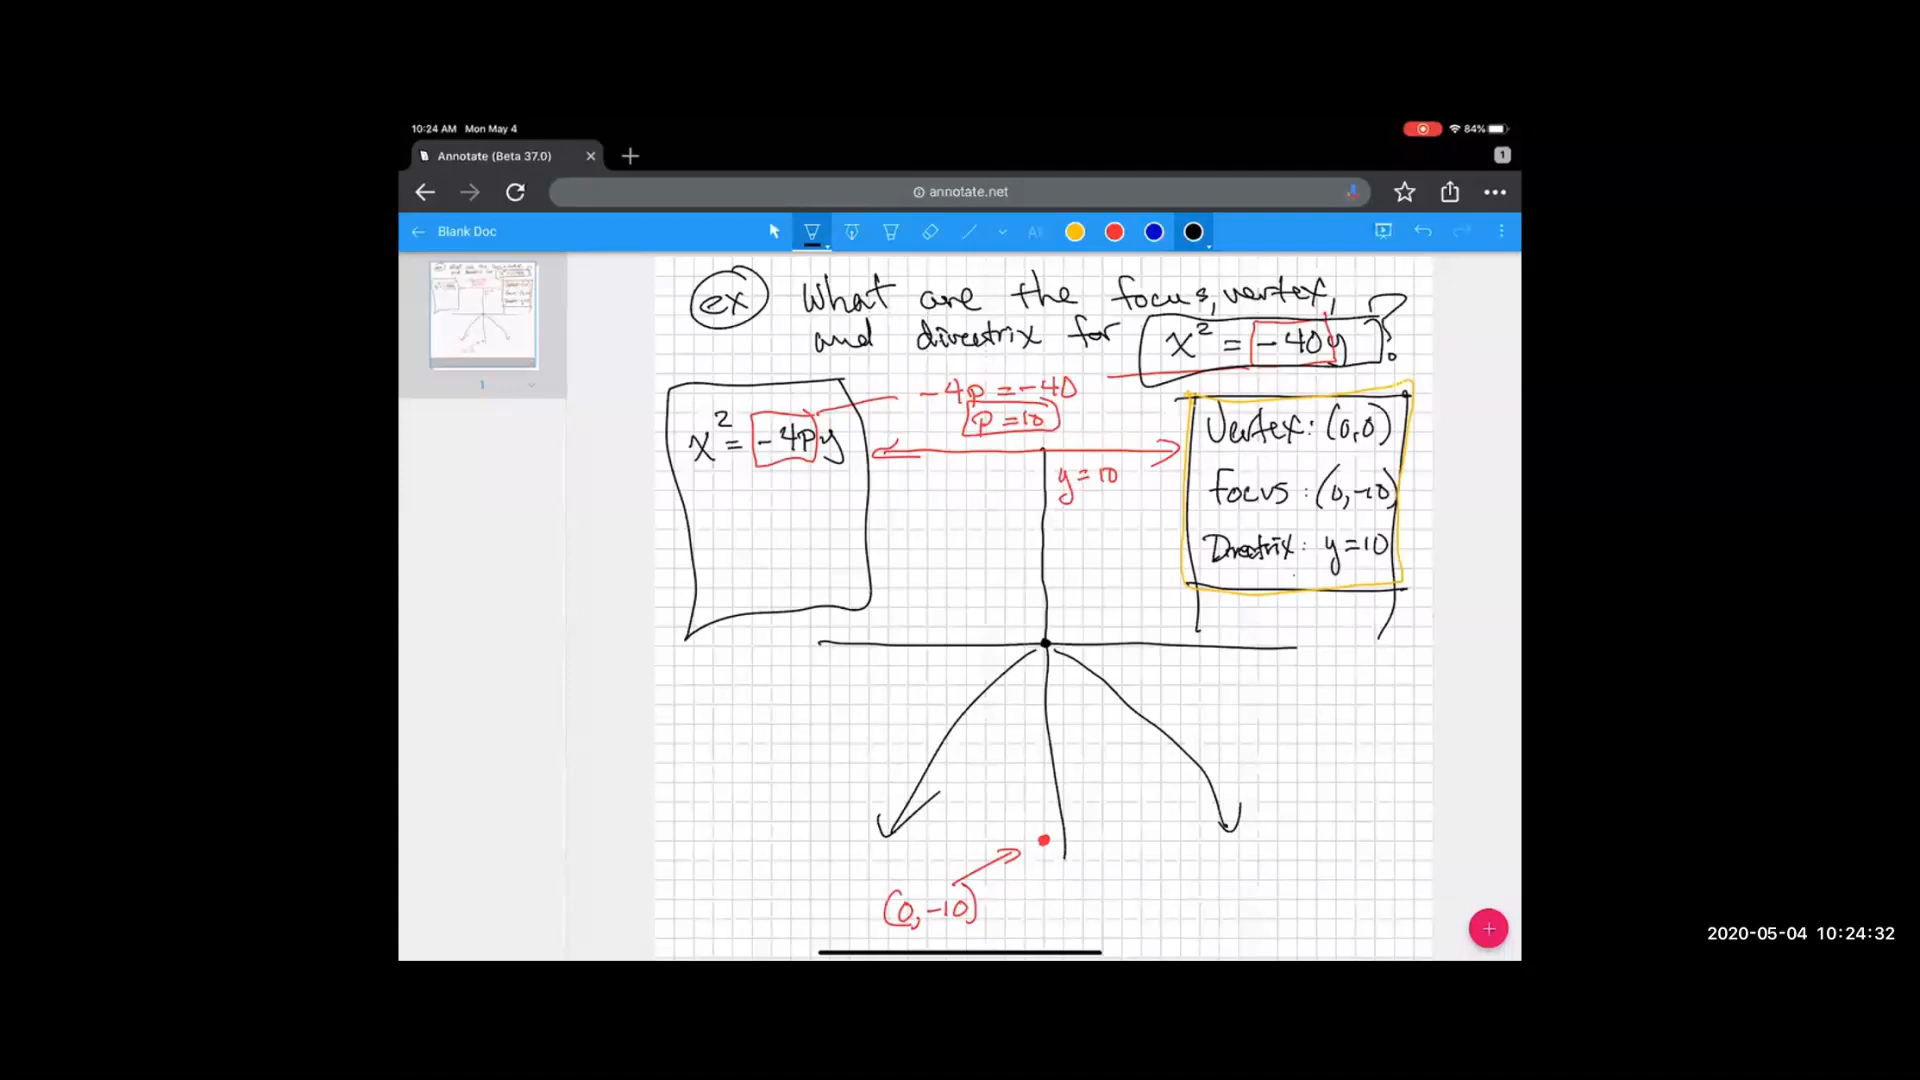 10:24 AM Mon May 4
84%
Annotate (Beta 37.0)
1
annotate.net
Blank Doc
1
ex What are the focus, vertex,
and directrix for x² = -40y ?
-4p = -40
p = 10
x² = -4py
y = 10
Vertex: (0,0)
Focus: (0,-10)
Directrix: y=10
(0,-10)
2020-05-04 10:24:32